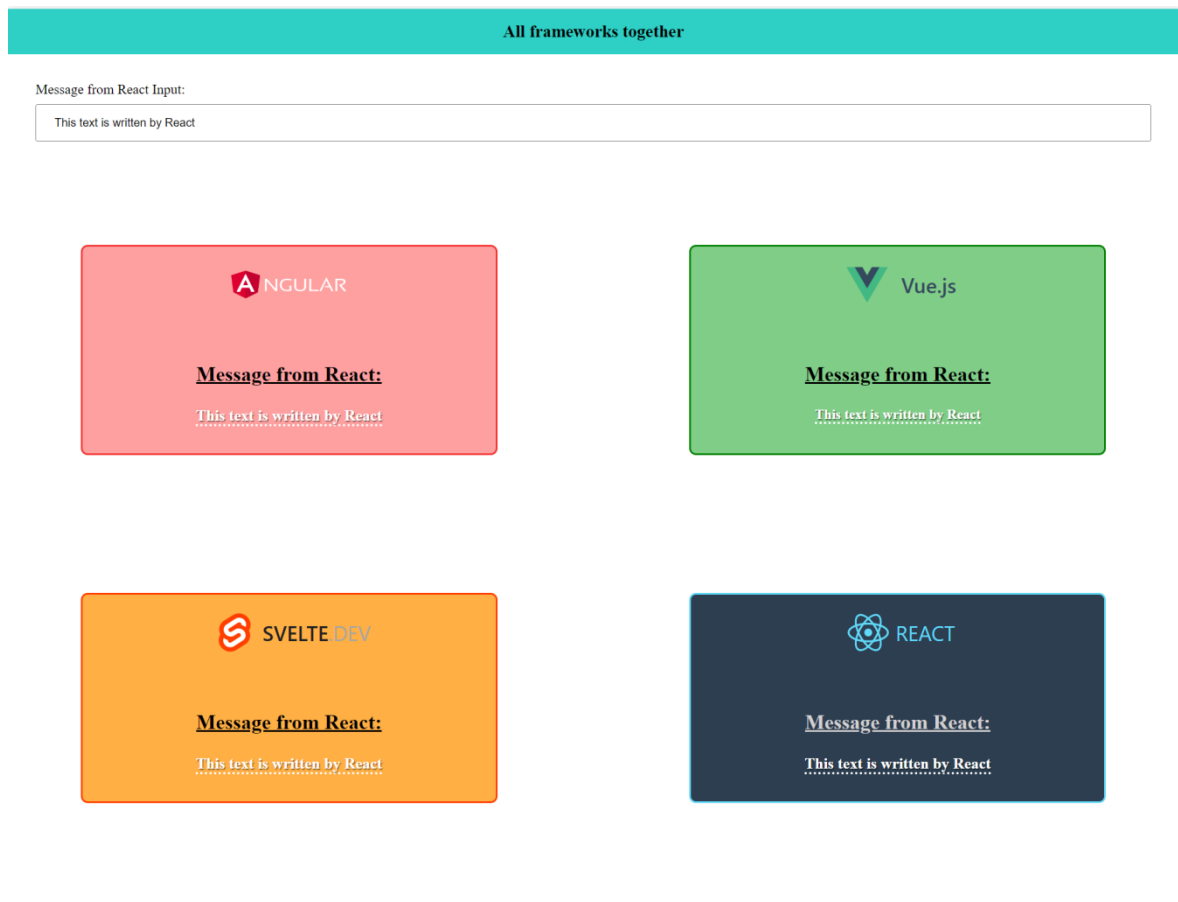 All frameworks together
Message from React Input:
This text is written by React
ANGULAR
Message from React:
This text is written by React
Vue.js
Message from React:
This text is written by React
SVELTE.DEV
Message from React:
This text is written by React
REACT
Message from React:
This text is written by React